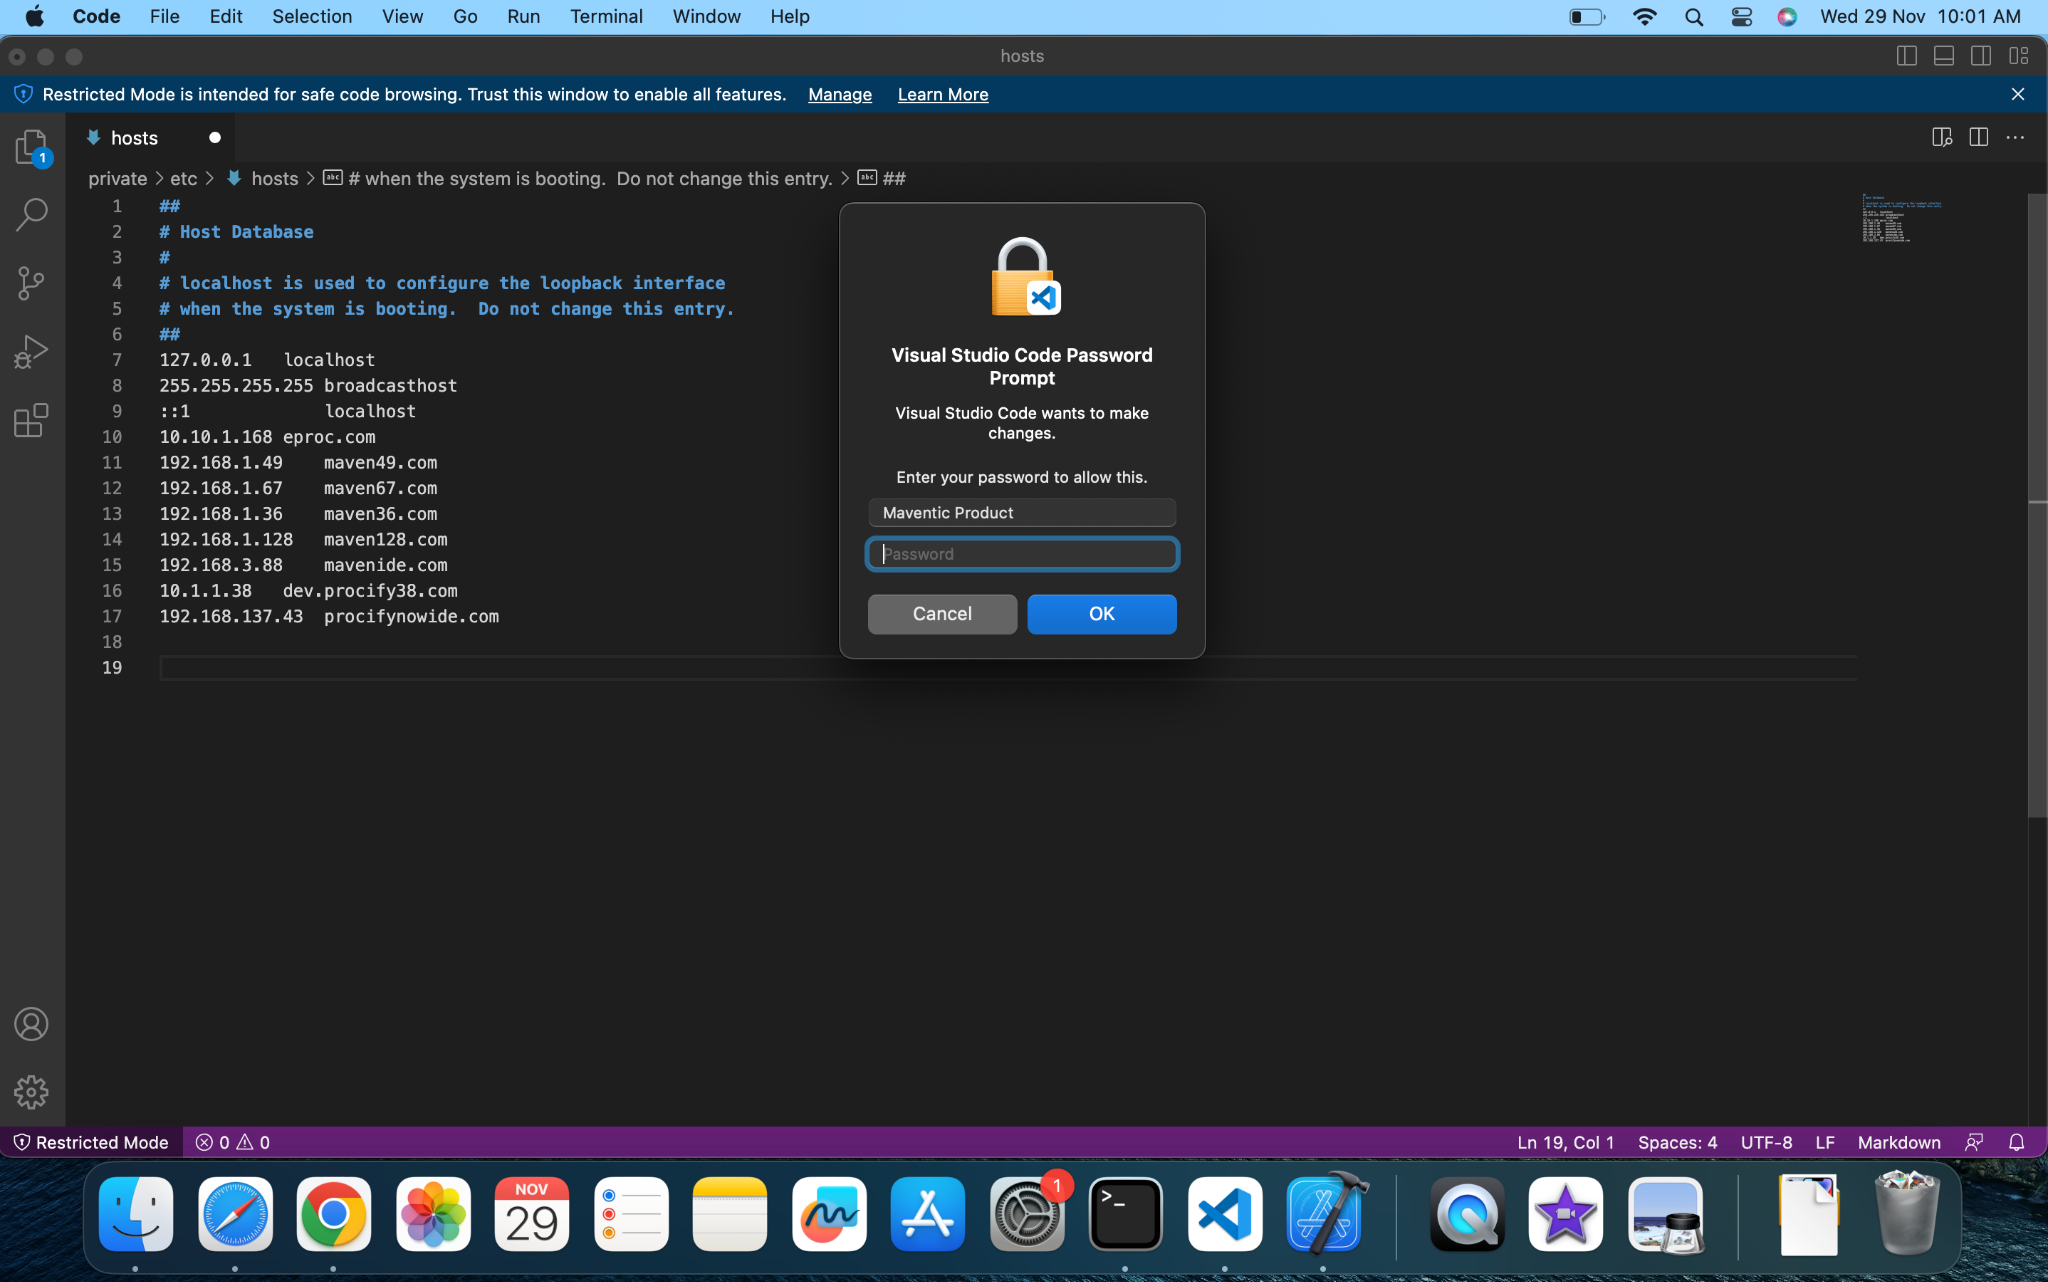 Code File Edit Selection View Go Run Terminal Window Help Wed 29 Nov 10:01 AM
hosts
Restricted Mode is intended for safe code browsing. Trust this window to enable all features. Manage Learn More
1
hosts
private > etc > hosts > abc # when the system is booting.  Do not change this entry. > abc ##
1 ##
2 # Host Database
3 #
4 # localhost is used to configure the loopback interface
5 # when the system is booting.  Do not change this entry.
6 ##
7 127.0.0.1   localhost
8 255.255.255.255 broadcasthost
9 ::1             localhost
10 10.10.1.168 eproc.com
11 192.168.1.49    maven49.com
12 192.168.1.67    maven67.com
13 192.168.1.36    maven36.com
14 192.168.1.128   maven128.com
15 192.168.3.88    mavenide.com
16 10.1.1.38   dev.procify38.com
17 192.168.137.43  procifynowide.com
18
19
Visual Studio Code Password
Prompt
Visual Studio Code wants to make
changes.
Enter your password to allow this.
Maventic Product
Password
Cancel OK
Restricted Mode 0 0 Ln 19, Col 1 Spaces: 4 UTF-8 LF Markdown
NOV
29
1
>_